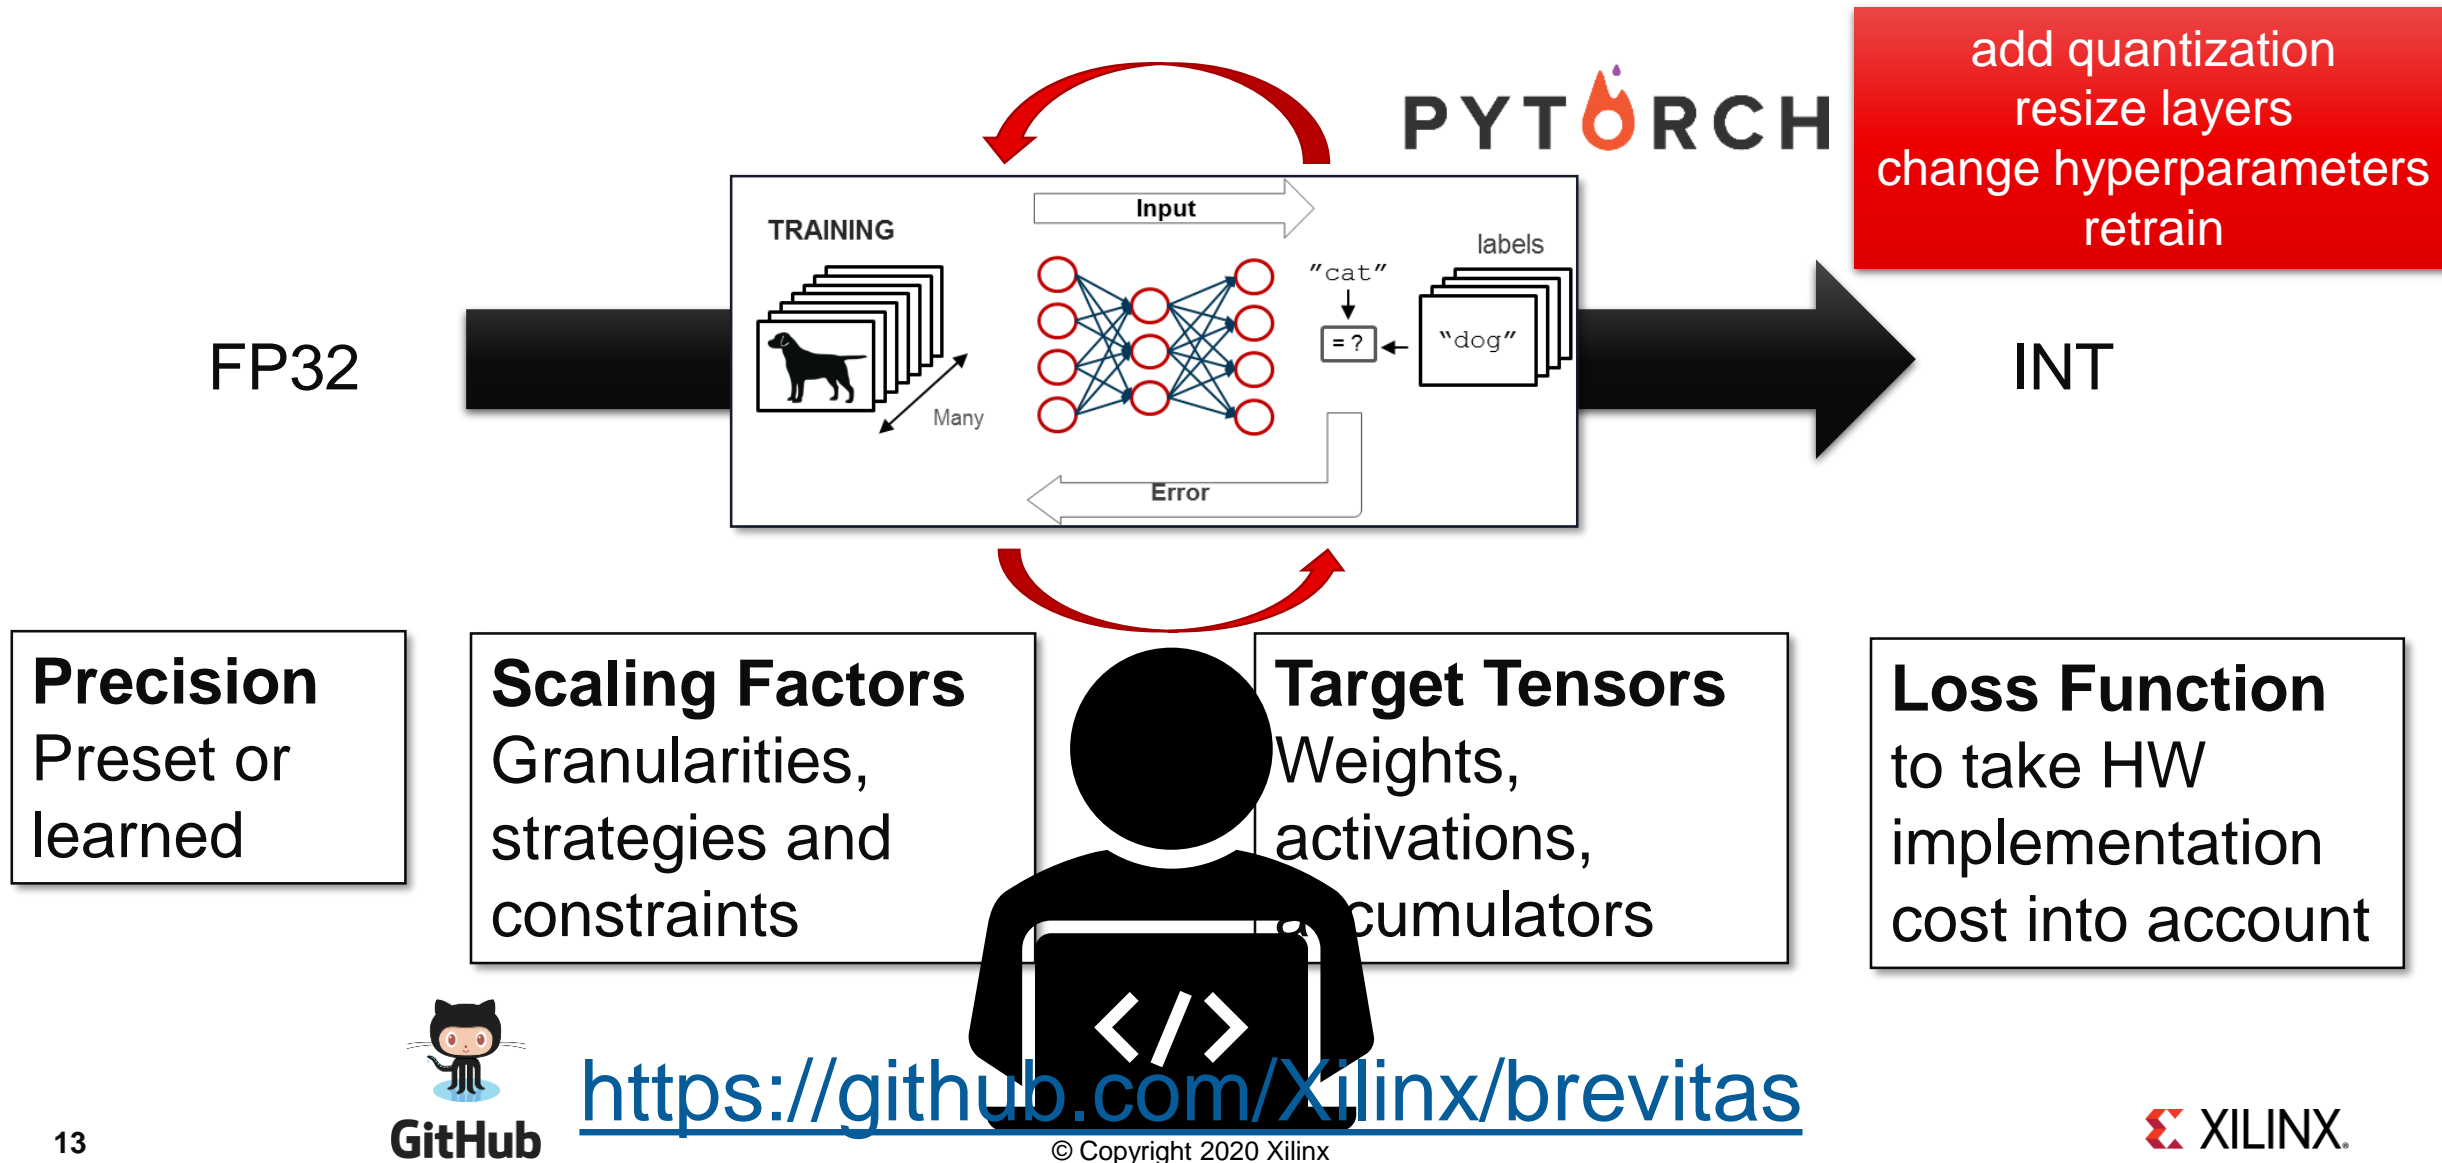 add quantization
resize layers
change hyperparameters
retrain
PYTORCH
Input
TRAINING
labels
"cat"
= ?
"dog"
Many
Error
FP32
INT
Precision
Preset or
learned
Scaling Factors
Granularities,
strategies and
constraints
Target Tensors
Weights,
activations,
accumulators
Loss Function
to take HW
implementation
cost into account
</>
GitHub
https://github.com/Xilinx/brevitas
13
© Copyright 2020 Xilinx
XILINX.